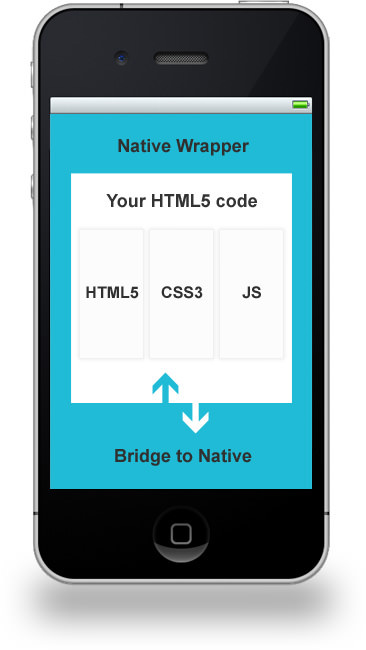 Native Wrapper
Your HTML5 code
HTML5 CSS3 JS
Bridge to Native